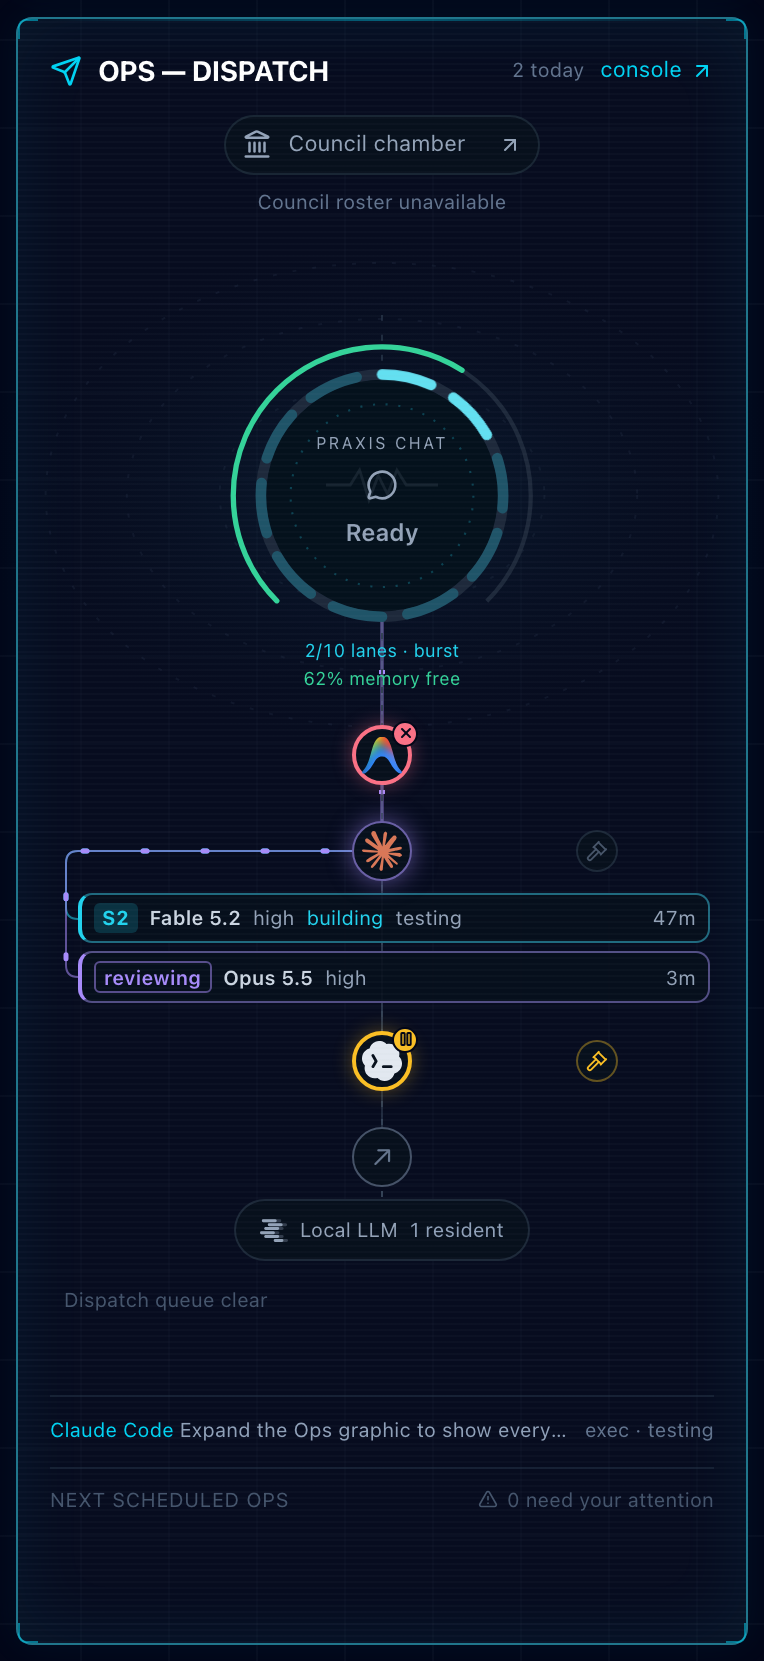 OPS — DISPATCH 2 today console
Council chamber
Council roster unavailable
PRAXIS CHAT
Ready
2/10 lanes · burst
62% memory free
S2 Fable 5.2 high building testing 47m
reviewing Opus 5.5 high 3m
Local LLM 1 resident
Dispatch queue clear
Claude Code Expand the Ops graphic to show every... exec · testing
NEXT SCHEDULED OPS 0 need your attention